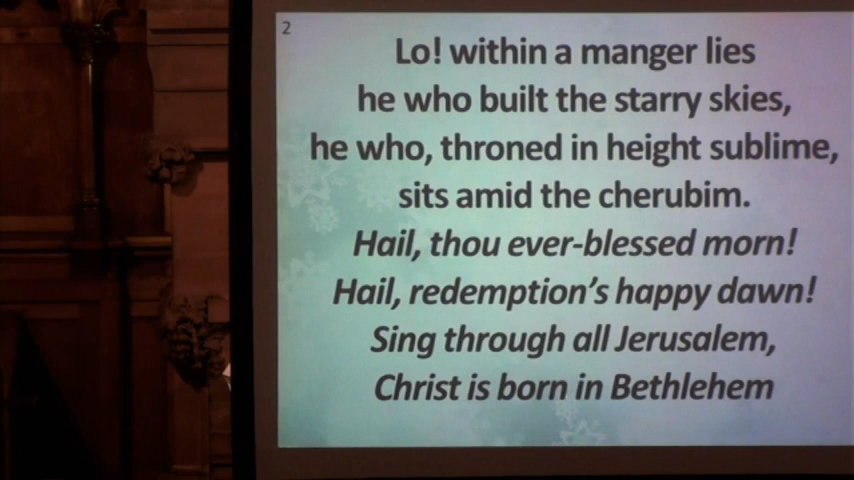 2
Lo! within a manger lies
he who built the starry skies,
he who, throned in height sublime,
sits amid the cherubim.
Hail, thou ever-blessed morn!
Hail, redemption's happy dawn!
Sing through all Jerusalem,
Christ is born in Bethlehem